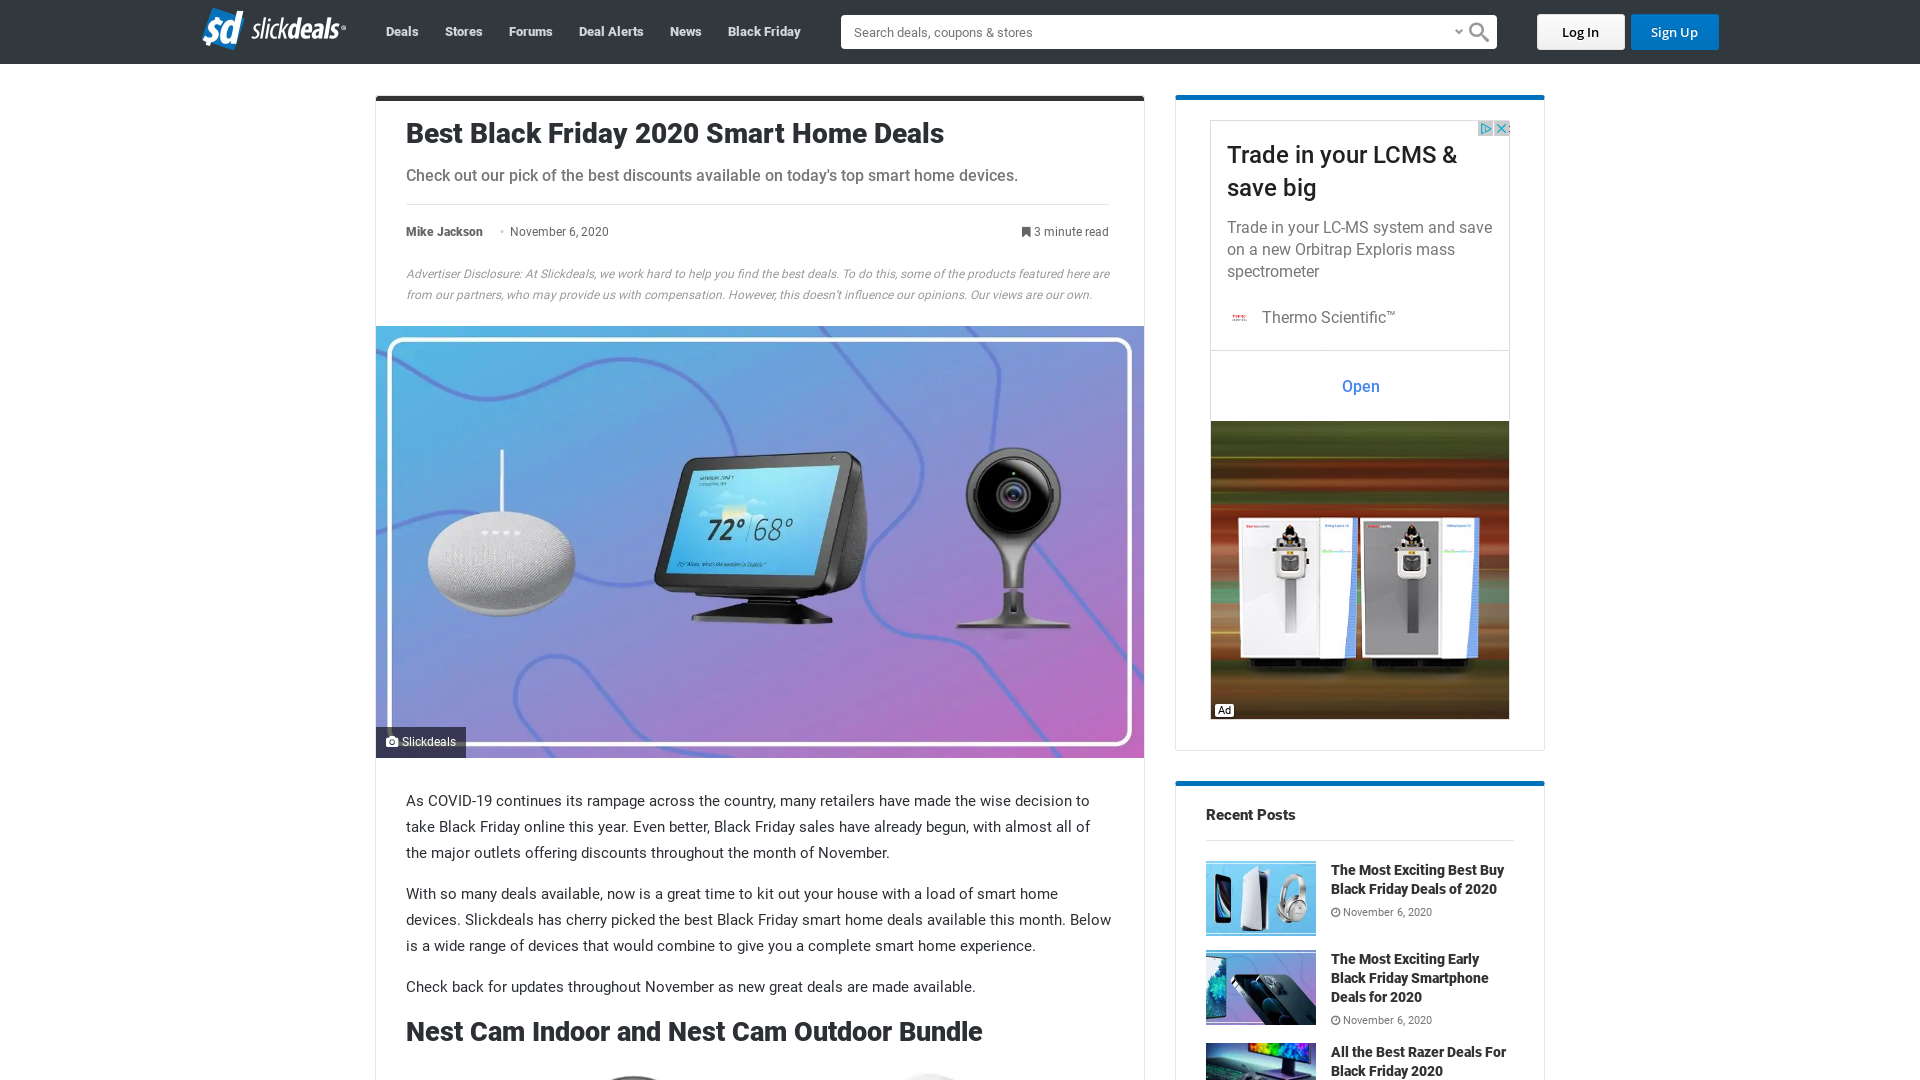 sd slickdeals
Deals
Stores
Forums
Deal Alerts
News
Black Friday
Search deals, coupons & stores
Log In
Sign Up
Best Black Friday 2020 Smart Home Deals
Check out our pick of the best discounts available on today's top smart home devices.
Mike Jackson
• November 6, 2020
3 minute read
Advertiser Disclosure: At Slickdeals, we work hard to help you find the best deals. To do this, some of the products featured here are
from our partners, who may provide us with compensation. However, this doesn’t influence our opinions. Our views are our own.
72° 68°
Slickdeals
As COVID-19 continues its rampage across the country, many retailers have made the wise decision to
take Black Friday online this year. Even better, Black Friday sales have already begun, with almost all of
the major outlets offering discounts throughout the month of November.
With so many deals available, now is a great time to kit out your house with a load of smart home
devices. Slickdeals has cherry picked the best Black Friday smart home deals available this month. Below
is a wide range of devices that would combine to give you a complete smart home experience.
Check back for updates throughout November as new great deals are made available.
Nest Cam Indoor and Nest Cam Outdoor Bundle
Trade in your LCMS &
save big
Trade in your LC-MS system and save
on a new Orbitrap Exploris mass
spectrometer
Thermo Scientific™
Open
Ad
Recent Posts
The Most Exciting Best Buy
Black Friday Deals of 2020
November 6, 2020
The Most Exciting Early
Black Friday Smartphone
Deals for 2020
November 6, 2020
All the Best Razer Deals For
Black Friday 2020